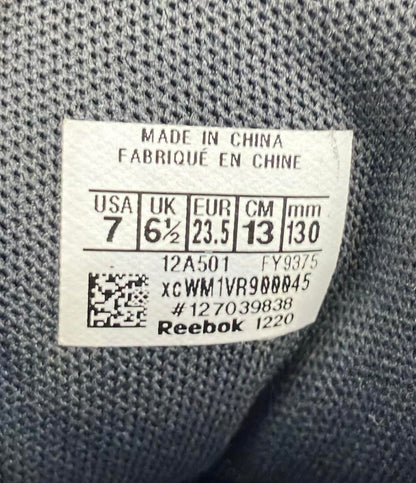 MADE IN CHINA
FABRIQUÉ EN CHINE
USA UK EUR CM mm
7 6½ 23.5 13 130
12A501 FY9375
xcWM1VR900045
#127039838
Reebok 1220